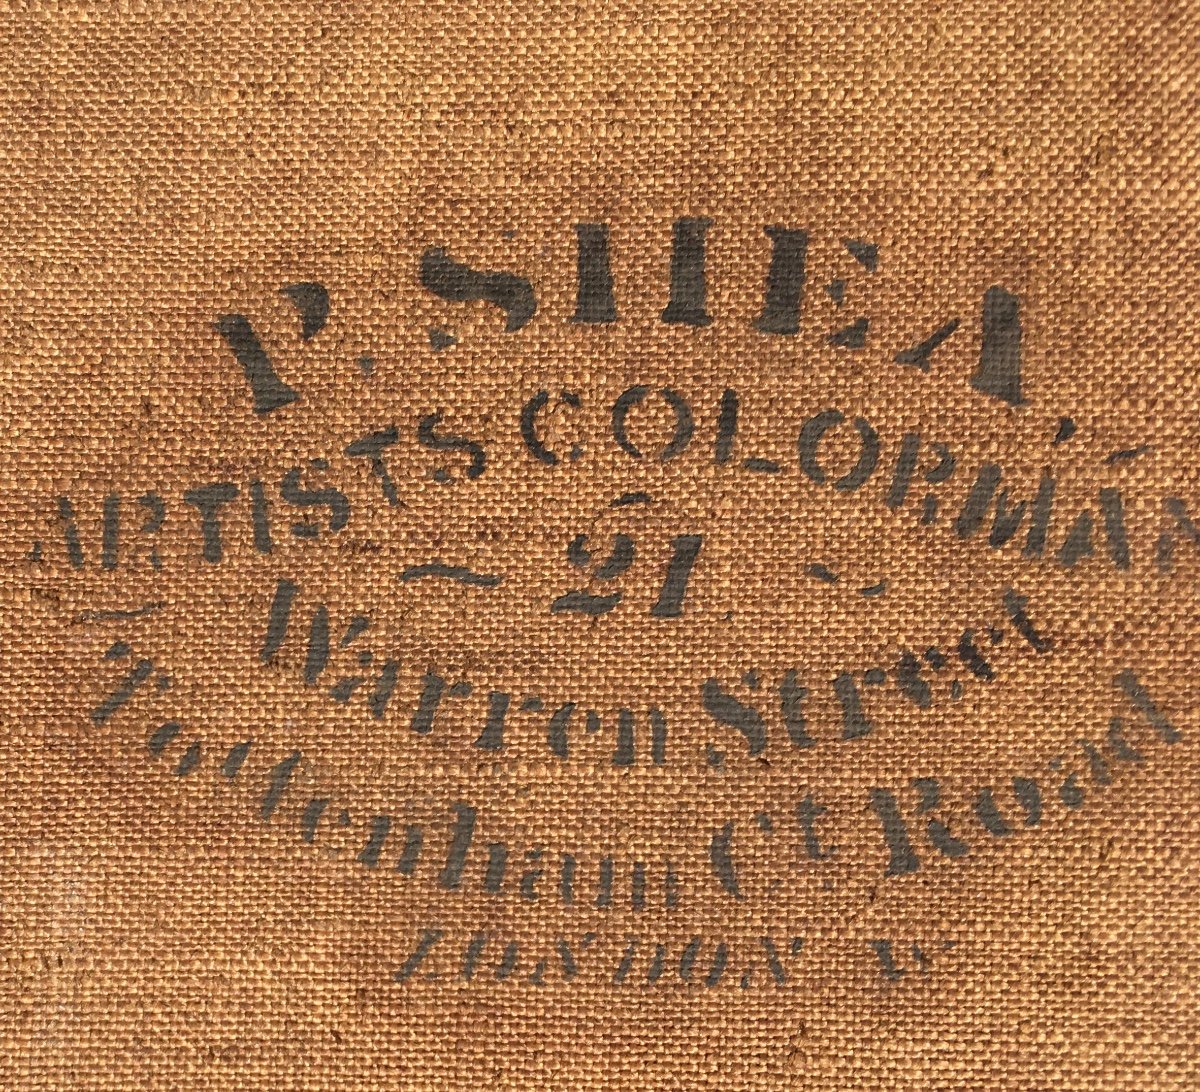 P. SHEA,
ARTISTS COLORMAN
~ 21 ~
Warren Street
Tottenham Ct. Road
LONDON W